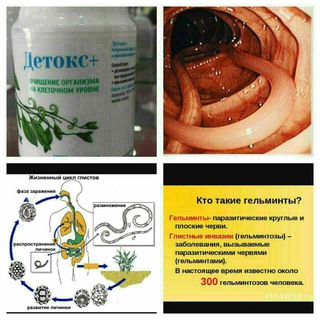 Детокс+
ОЧИЩЕНИЕ ОРГАНИЗМА
НА КЛЕТОЧНОМ УРОВНЕ
Жизненный цикл глистов
фаза заражения
размножение
распространение
личинок
развитие личинки
Кто такие гельминты?
Гельминты- паразитические круглые и
плоские черви.
Глистные инвазии (гельминтозы) –
заболевания, вызываемые
паразитическими червями
(гельминтами).
В настоящее время известно около
300 гельминтозов человека.